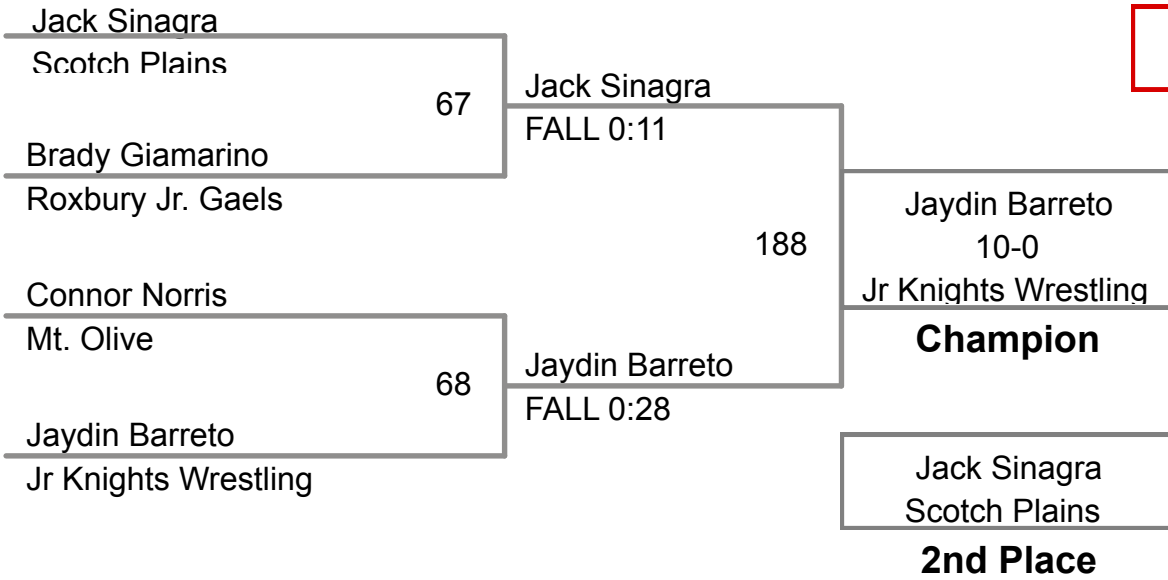 Jack Sinagra
Scotch Plains
67
Brady Giamarino
Roxbury Jr. Gaels
Connor Norris
Mt. Olive
68
Jaydin Barreto
Jr Knights Wrestling
Jack Sinagra
FALL 0:11
188
Jaydin Barreto
FALL 0:28
Jaydin Barreto
10-0
Jr Knights Wrestling
Champion
Jack Sinagra
Scotch Plains
2nd Place